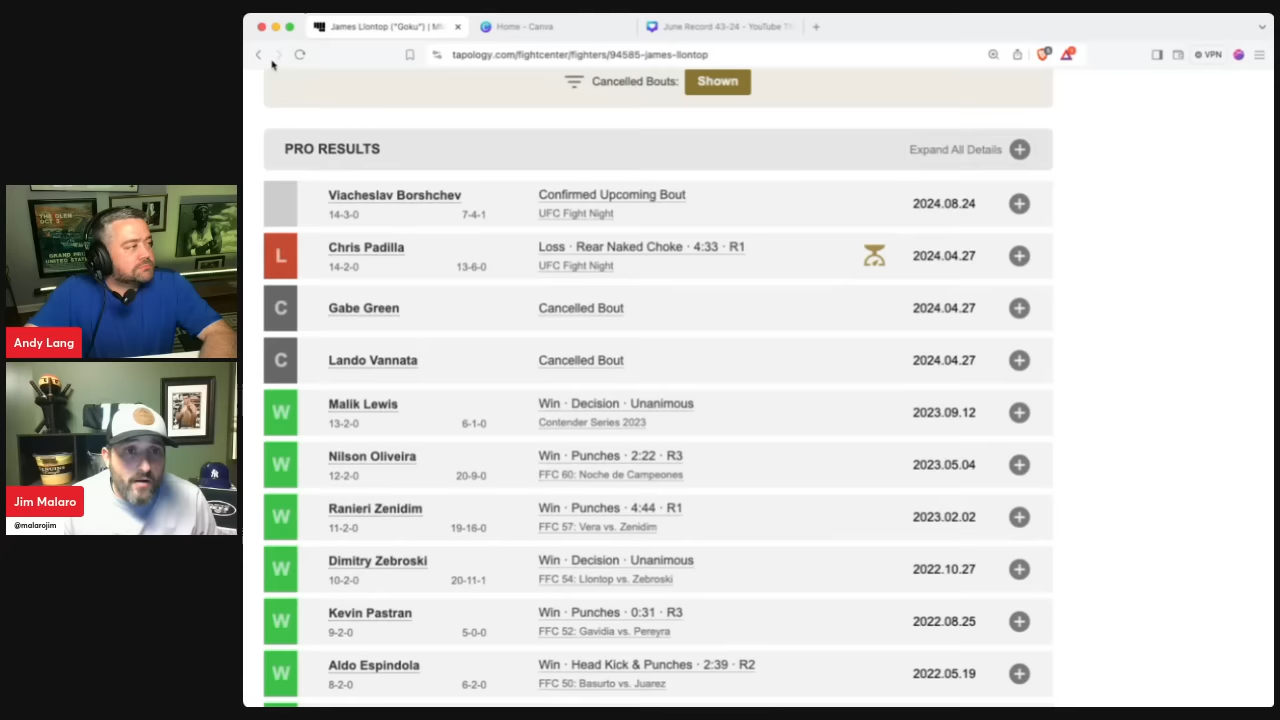 James Llontop ("Goku") | M
Home - Canva
June Record 43-24 - YouTube T
tapology.com/fightcenter/fighters/94585-james-llontop
VPN
Cancelled Bouts: Shown
PRO RESULTS
Expand All Details
Viacheslav Borshchev
Confirmed Upcoming Bout
14-3-0
7-4-1
UFC Fight Night
2024.08.24
L
Chris Padilla
Loss · Rear Naked Choke · 4:33 · R1
14-2-0
13-6-0
UFC Fight Night
2024.04.27
C
Gabe Green
Cancelled Bout
2024.04.27
C
Lando Vannata
Cancelled Bout
2024.04.27
W
Malik Lewis
Win · Decision · Unanimous
13-2-0
6-1-0
Contender Series 2023
2023.09.12
W
Nilson Oliveira
Win · Punches · 2:22 · R3
12-2-0
20-9-0
FFC 60: Noche de Campeones
2023.05.04
W
Ranieri Zenidim
Win · Punches · 4:44 · R1
11-2-0
19-16-0
FFC 57: Vera vs. Zenidim
2023.02.02
W
Dimitry Zebroski
Win · Decision · Unanimous
10-2-0
20-11-1
FFC 54: Llontop vs. Zebroski
2022.10.27
W
Kevin Pastran
Win · Punches · 0:31 · R3
9-2-0
5-0-0
FFC 52: Gavidia vs. Pereyra
2022.08.25
W
Aldo Espindola
Win · Head Kick & Punches · 2:39 · R2
8-2-0
6-2-0
FFC 50: Basurto vs. Juarez
2022.05.19
THE GLEN
OCT 2
GRAND PRIX
UNITED STATES
Andy Lang
Jim Malaro
@malarojim